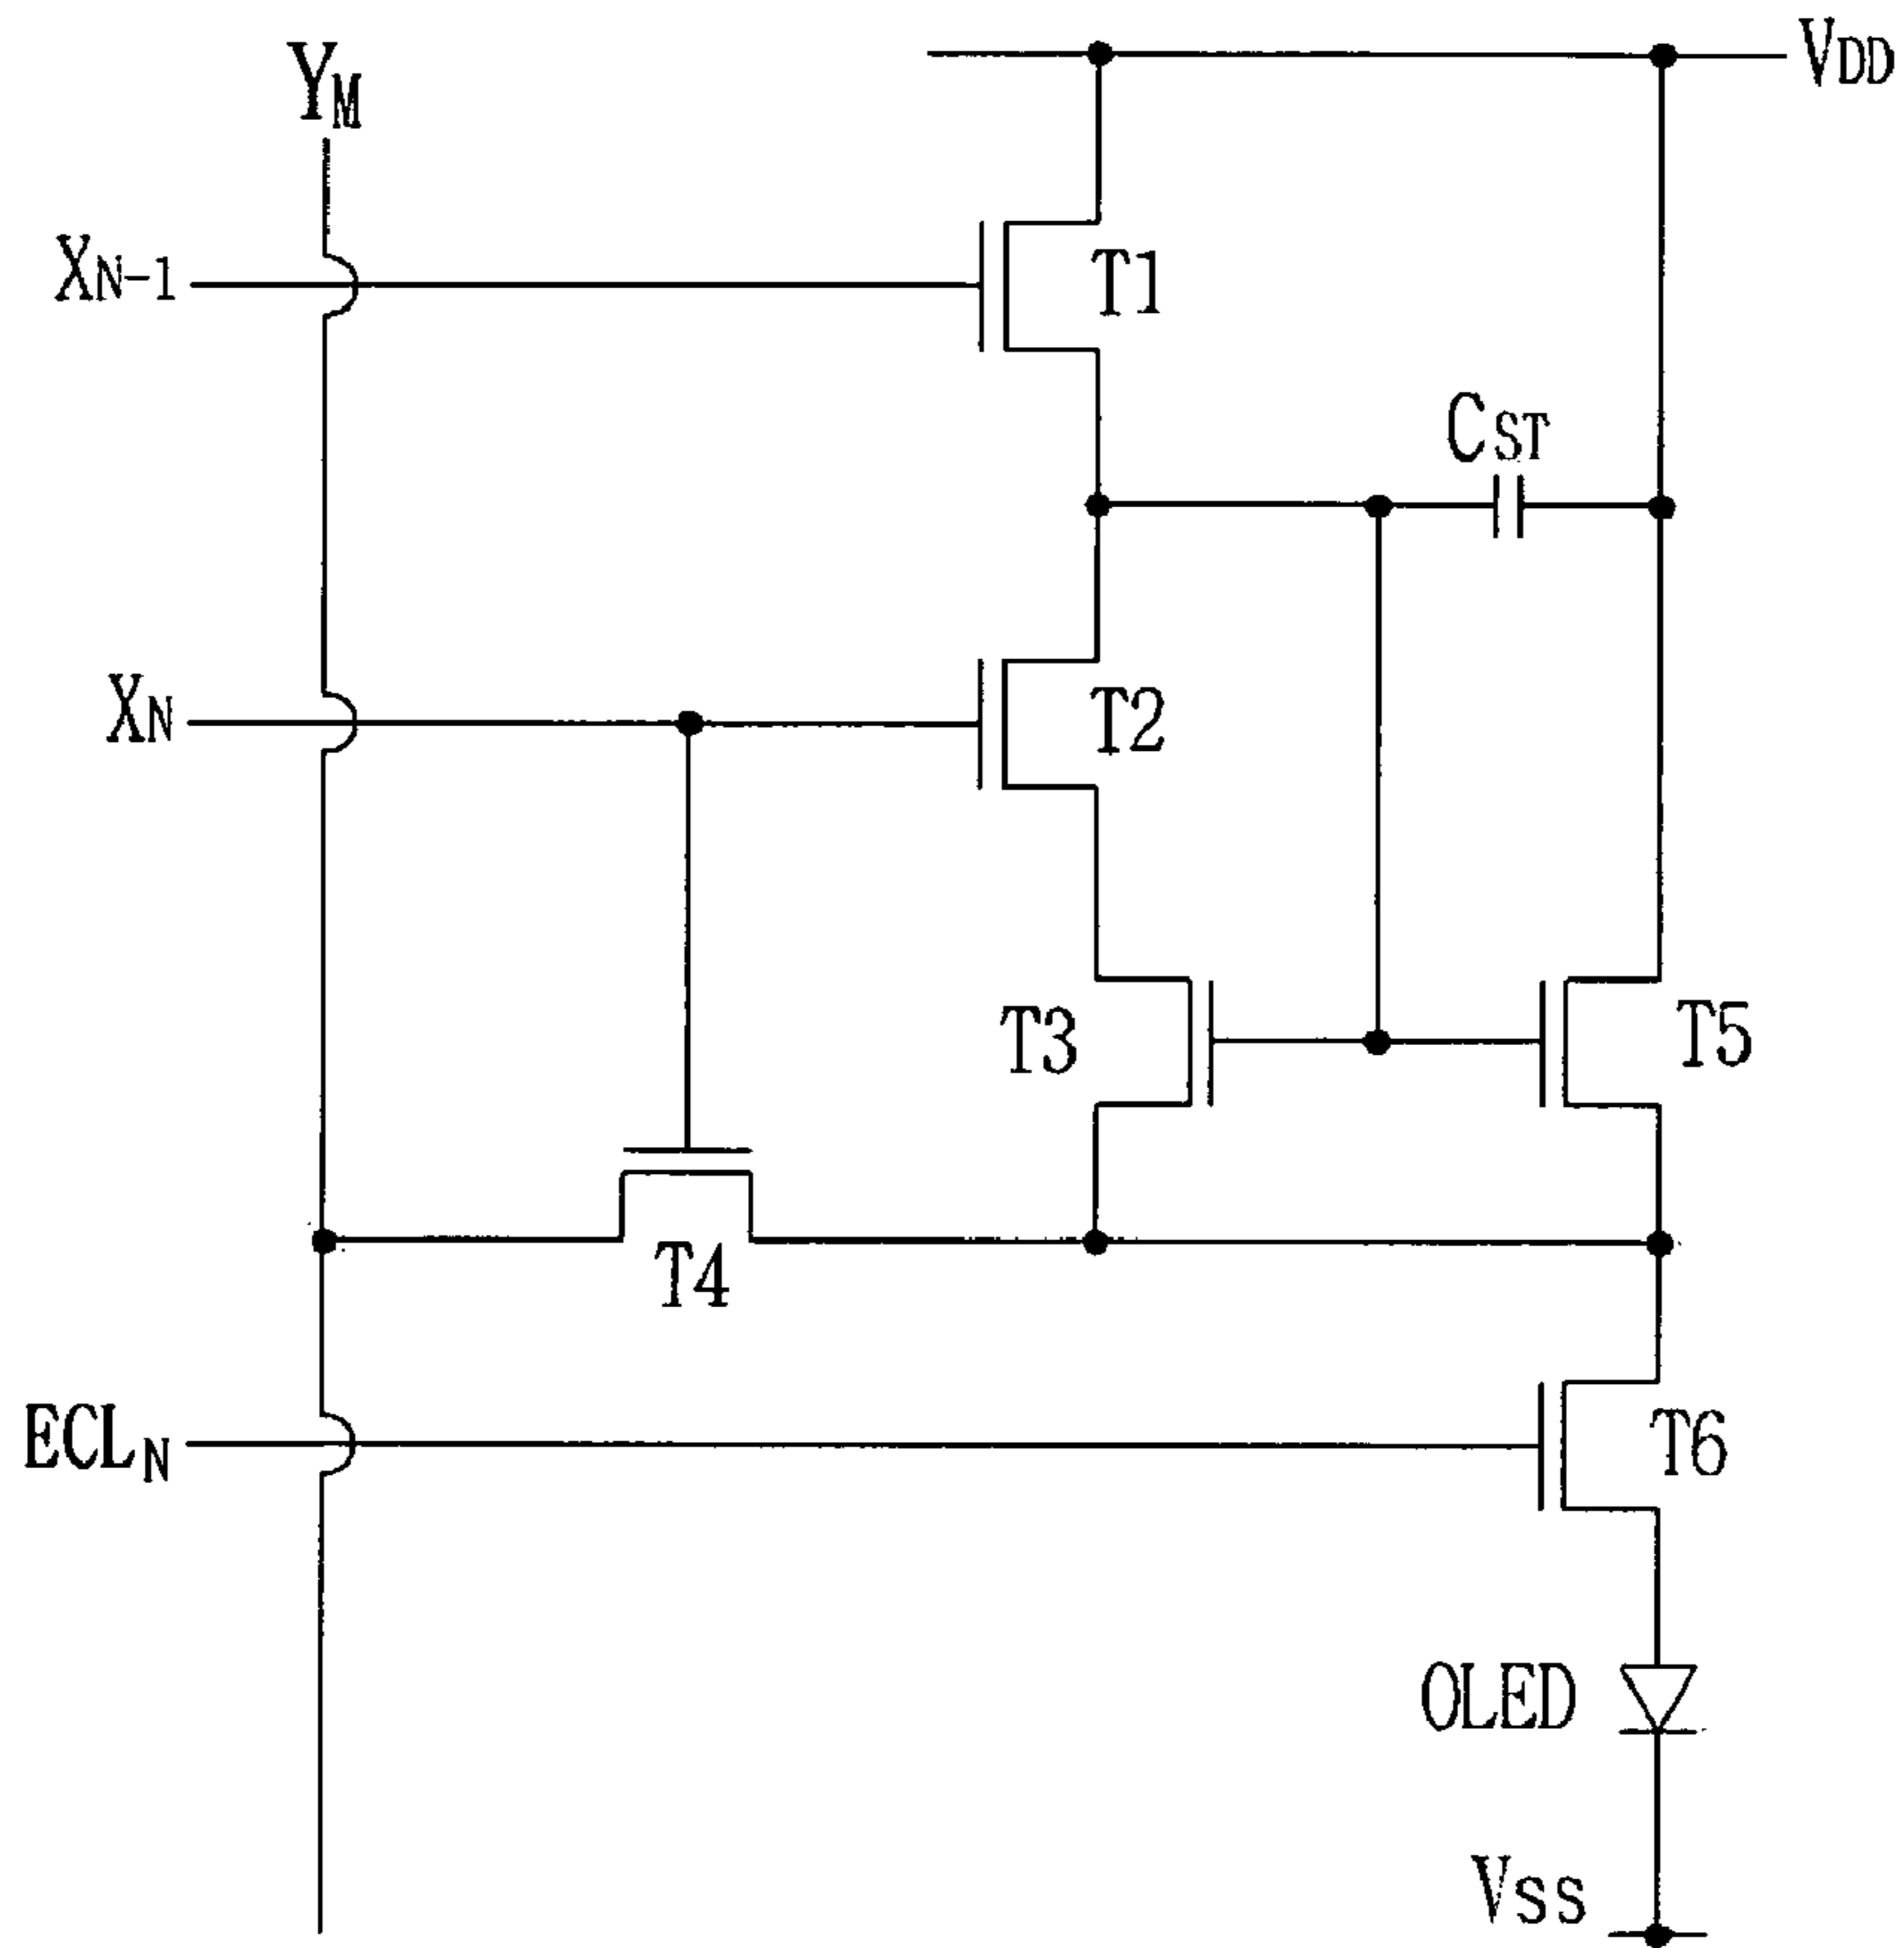 VDD
YM
XN-1
T1
CST
XN
T2
T3
T5
T4
ECLN
T6
OLED
VSS